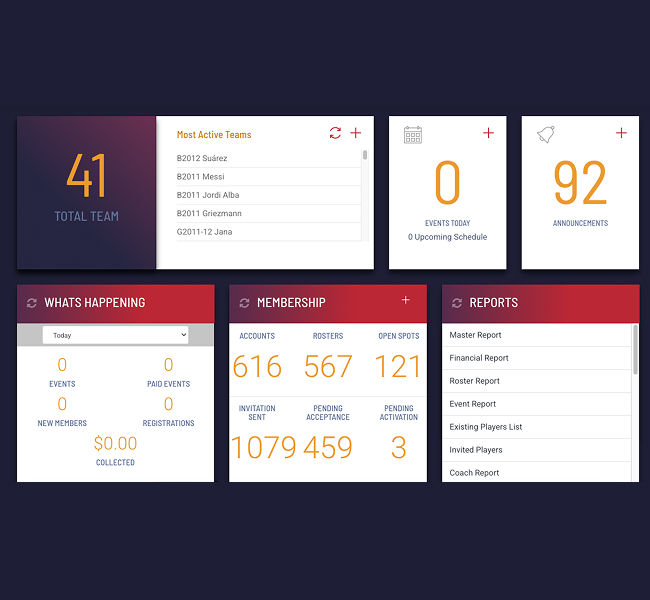 41
TOTAL TEAM
Most Active Teams
B2012 Suárez
B2011 Messi
B2011 Jordi Alba
B2011 Griezmann
G2011-12 Jana
0
EVENTS TODAY
0 Upcoming Schedule
92
ANNOUNCEMENTS
WHATS HAPPENING
Today
0 0
EVENTS PAID EVENTS
0 0
NEW MEMBERS REGISTRATIONS
$0.00
COLLECTED
MEMBERSHIP
ACCOUNTS ROSTERS OPEN SPOTS
616 567 121
INVITATION PENDING PENDING
SENT ACCEPTANCE ACTIVATION
1079 459 3
REPORTS
Master Report
Financial Report
Roster Report
Event Report
Existing Players List
Invited Players
Coach Report